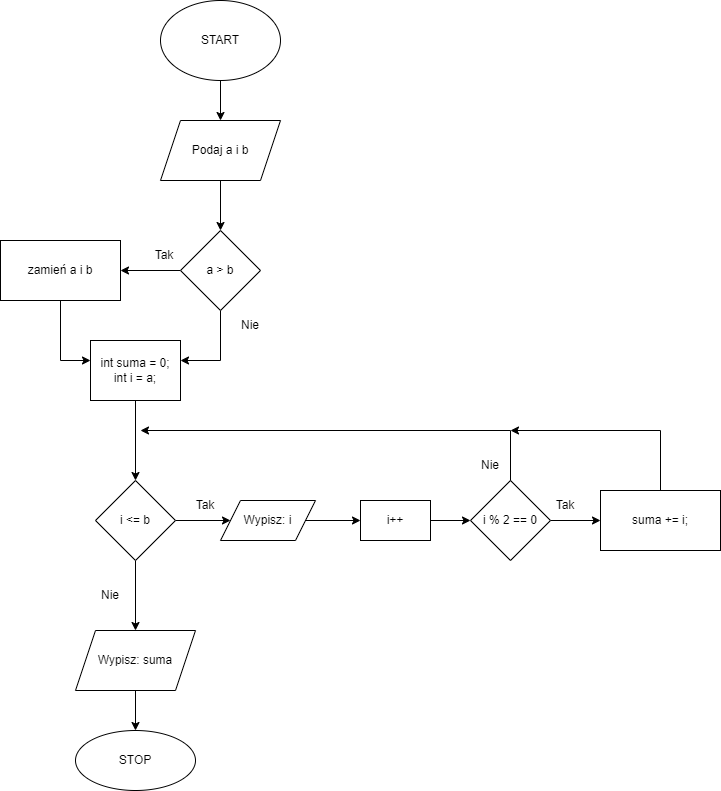 START
Podaj a i b
Tak
a > b
zamień a i b
Nie
int suma = 0;
int i = a;
i <= b
Tak
Wypisz: i
i++
Nie
i % 2 == 0
Tak
suma += i;
Nie
Wypisz: suma
STOP